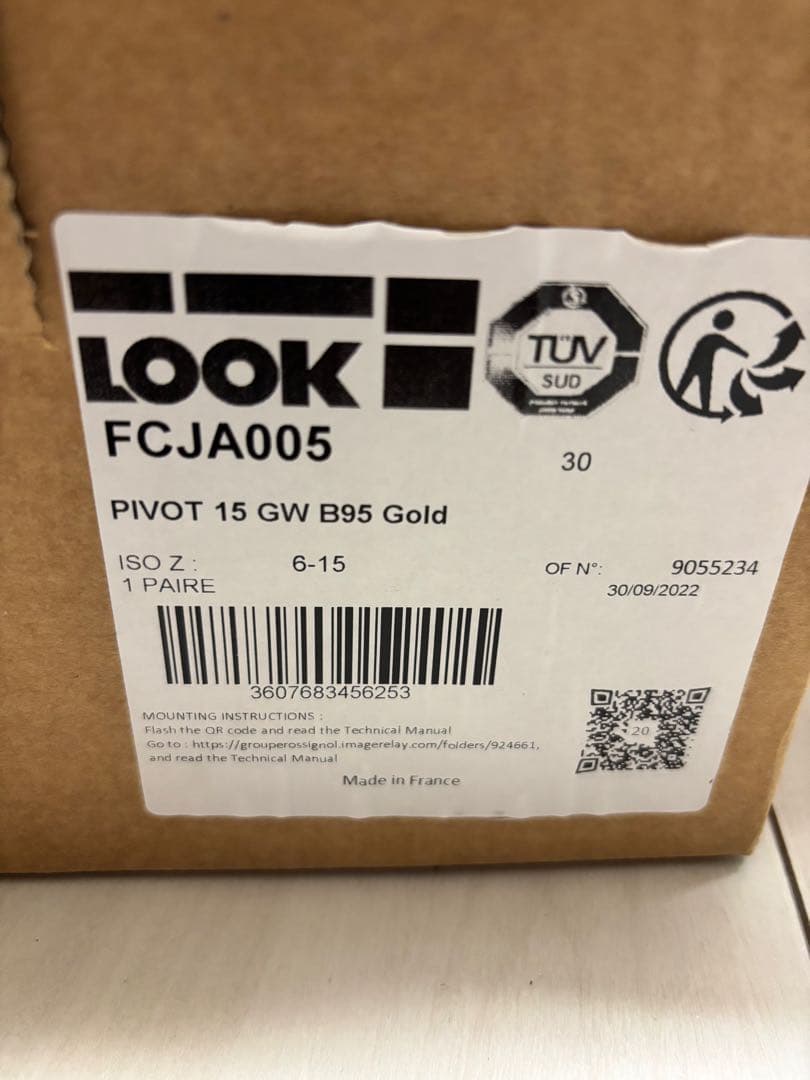 LOOK
TÜV
SUD
FCJA005
30
PIVOT 15 GW B95 Gold
ISO Z : 6-15
OF N°: 9055234
1 PAIRE
30/09/2022
3607683456253
MOUNTING INSTRUCTIONS :
Flash the QR code and read the Technical Manual
Go to : https://grouperossignol.imagerelay.com/folders/924661,
and read the Technical Manual
20
Made in France